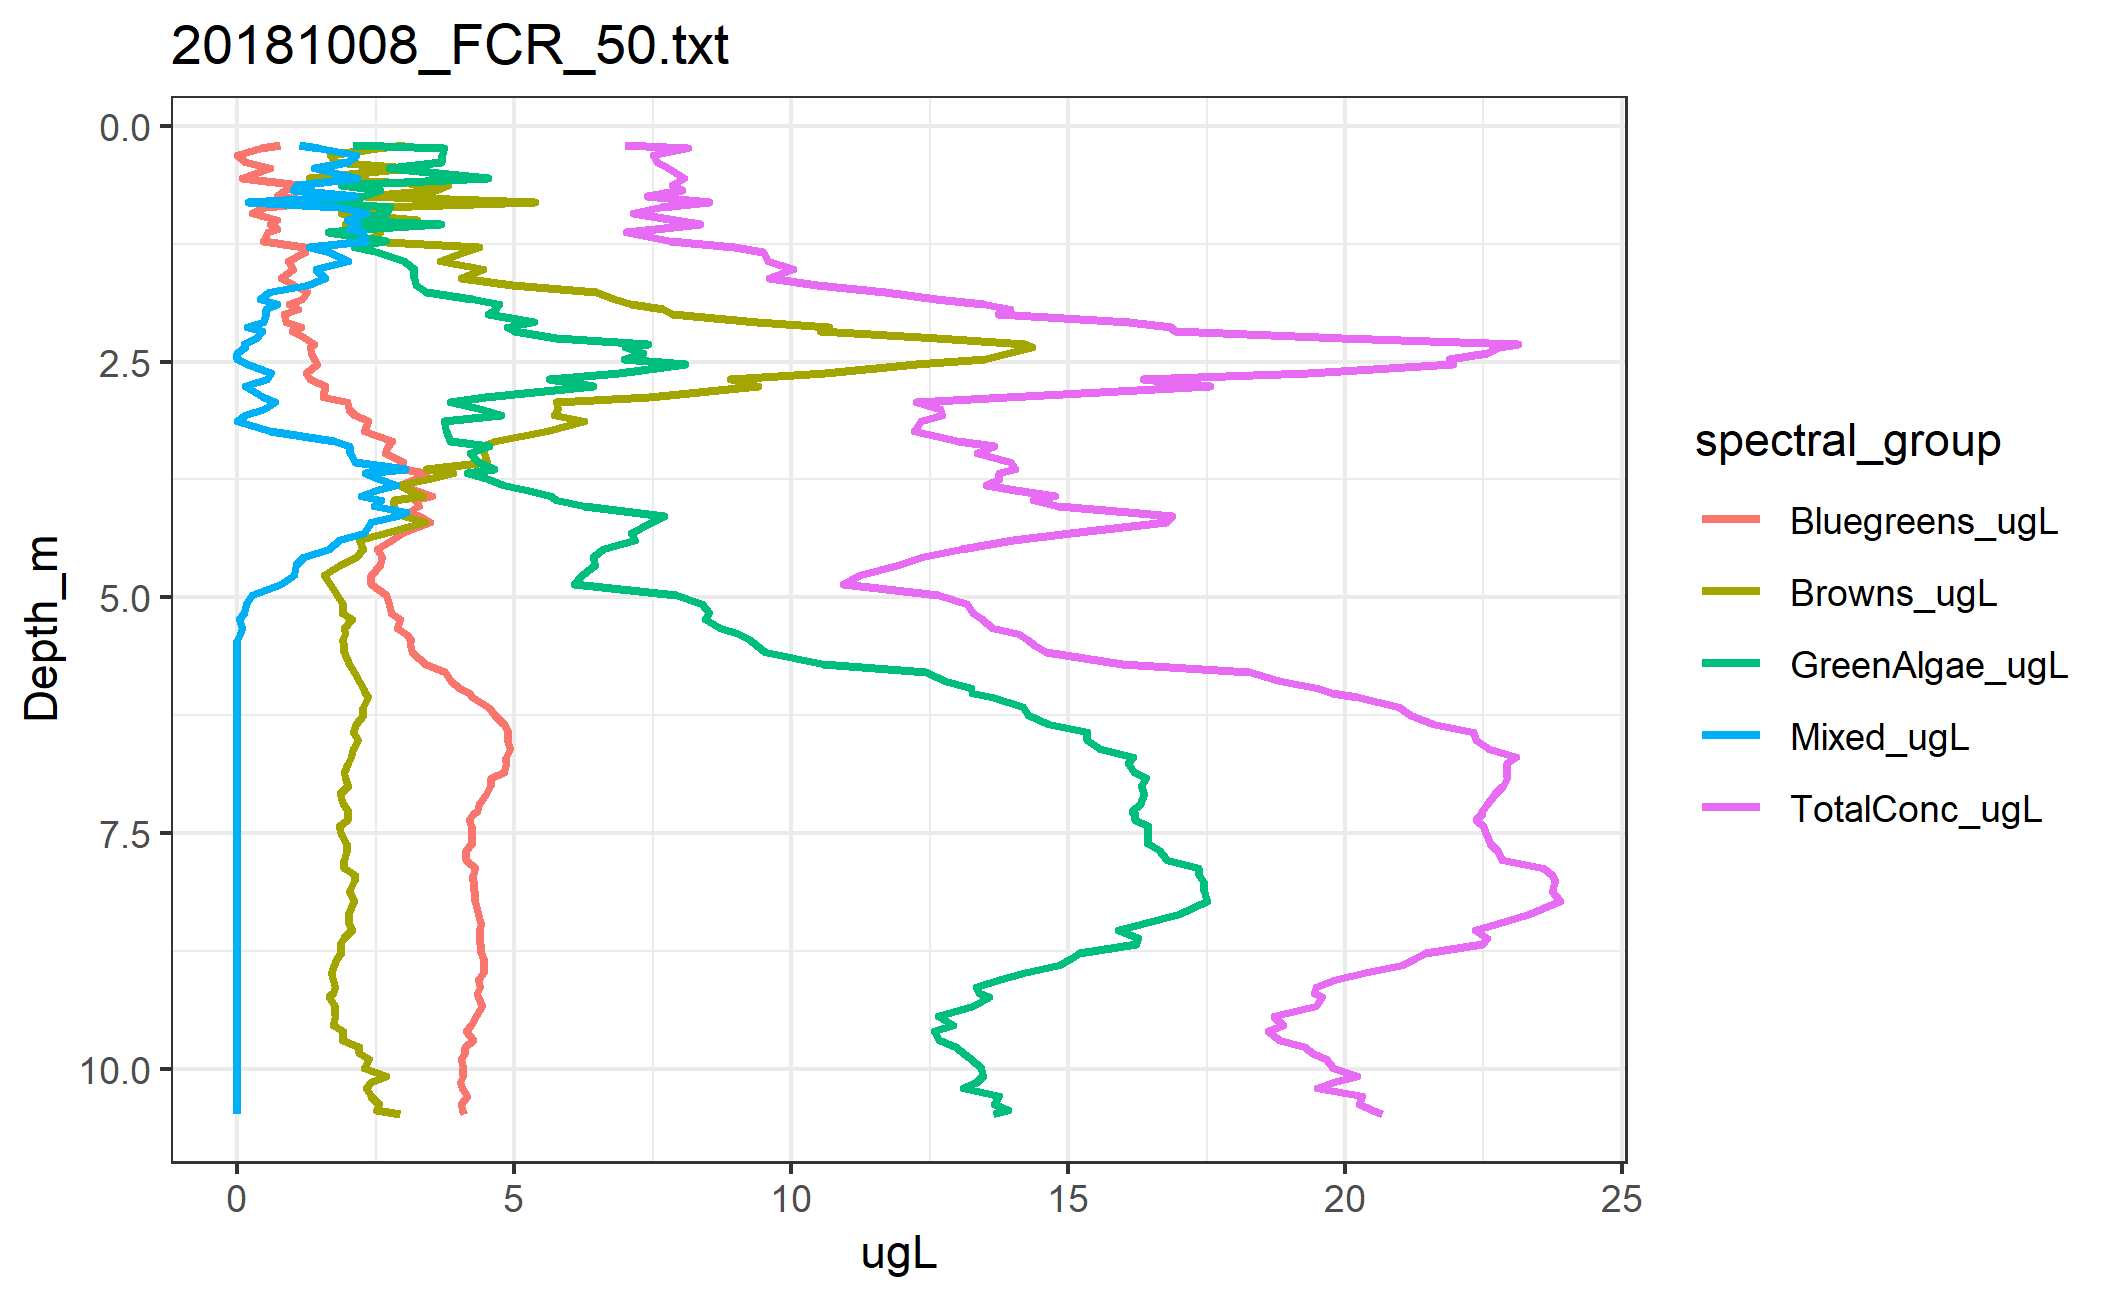 20181008_FCR_50.txt
0.0
2.5
5.0
7.5
10.0
Depth_m
0
5
10
15
20
25
ugL
spectral_group
Bluegreens_ugL
Browns_ugL
GreenAlgae_ugL
Mixed_ugL
TotalConc_ugL